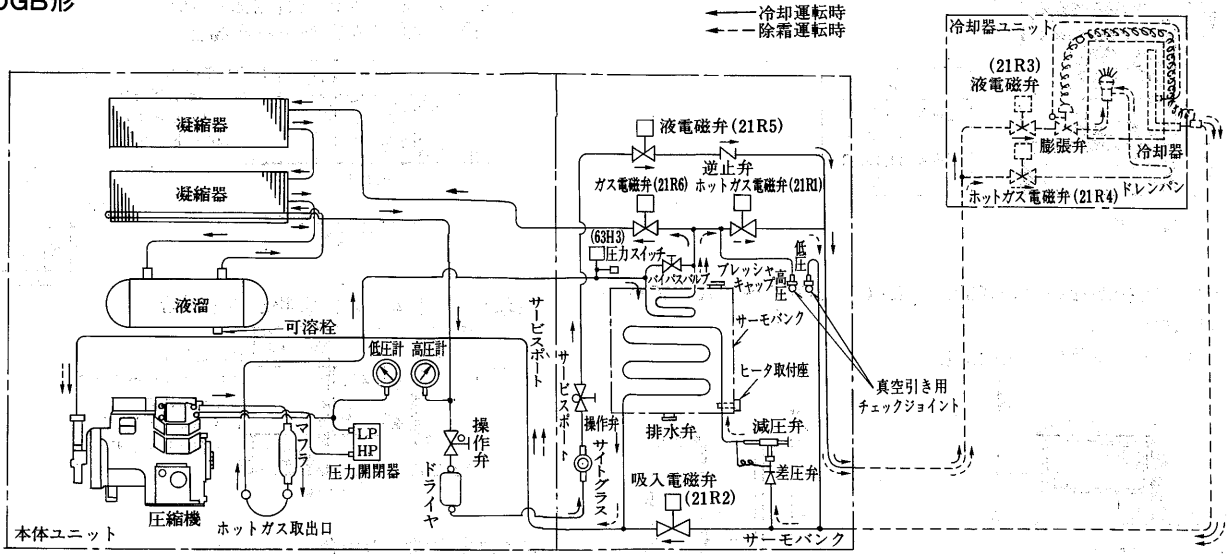 冷却運転時
除霜運転時
冷却器ユニット
(21R3)
液電磁弁
膨張弁
冷却器
ドレンパン
ホットガス電磁弁(21R4)
凝縮器
凝縮器
液溜
可溶栓
液電磁弁(21R5)
逆止弁
ガス電磁弁(21R6)
ホットガス電磁弁(21R1)
(63H3)
圧力スイッチ
バイパスバルブ
プレッシャ
キャップ
高圧
低圧
サーモバンク
ヒータ取付座
真空引き用
チェックジョイント
排水弁
減圧弁
差圧弁
吸入電磁弁
(21R2)
サーモバンク
サービスポート
サービスポート
操作弁
サイトグラス
低圧計
高圧計
操作弁
ドライヤ
LP
HP
圧力開閉器
マフラ
圧縮機
ホットガス取出口
本体ユニット